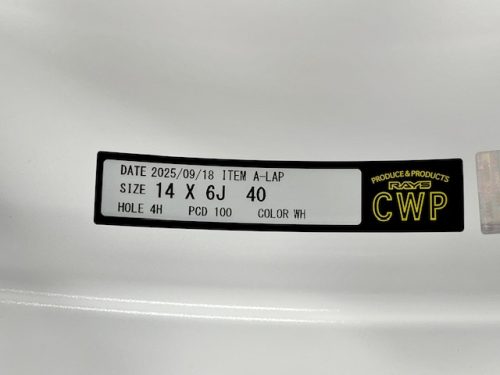 DATE 2025/09/18 ITEM A-LAP
SIZE 14 X 6J 40
HOLE 4H PCD 100 COLOR WH
PRODUCE & PRODUCTS
RAYS
CWP